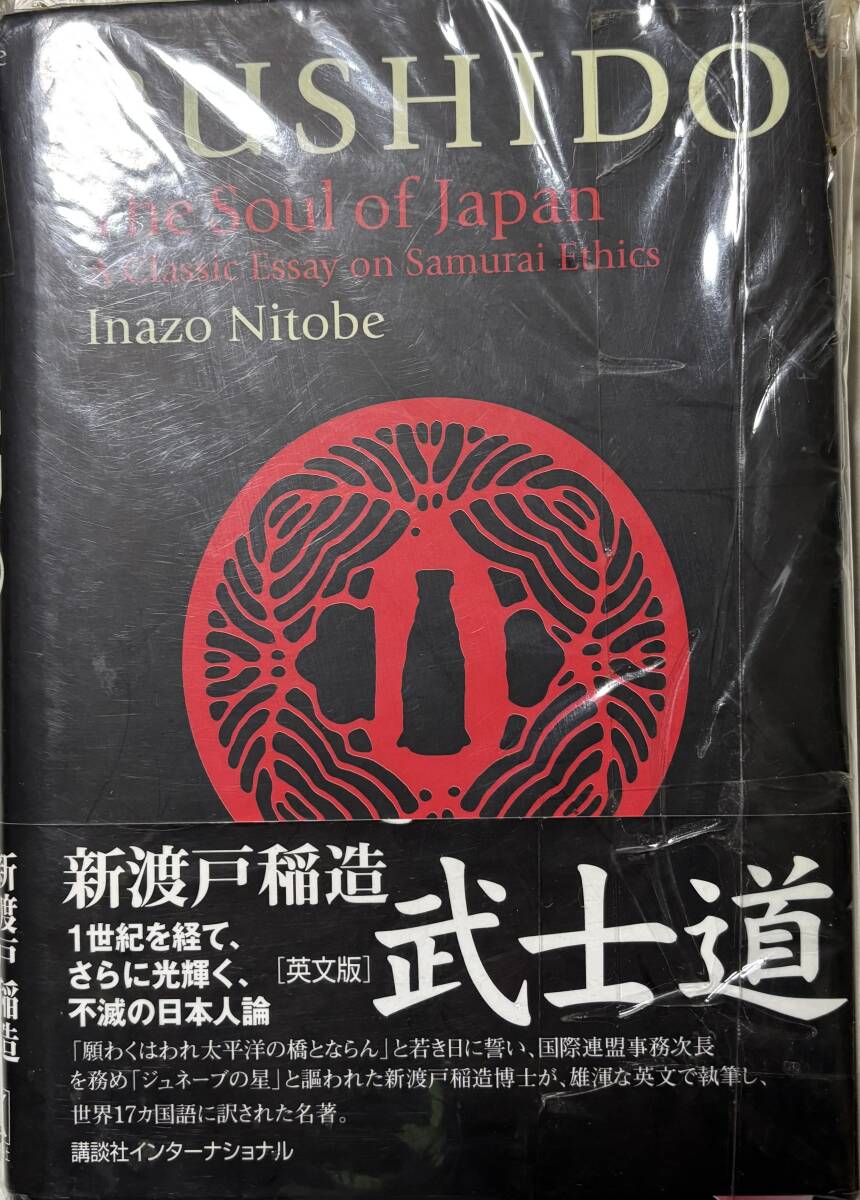 BUSHIDO
The Soul of Japan
A Classic Essay on Samurai Ethics
Inazo Nitobe
新渡戸稲造
1世紀を経て、
さらに光輝く、
不滅の日本人論
[英文版]
武士道
「願わくはわれ太平洋の橋とならん」と若き日に誓い、国際連盟事務次長
を務め「ジュネーブの星」と謳われた新渡戸稲造博士が、雄渾な英文で執筆し、
世界17カ国語に訳された名著。
講談社インターナショナル
新渡戸稲造